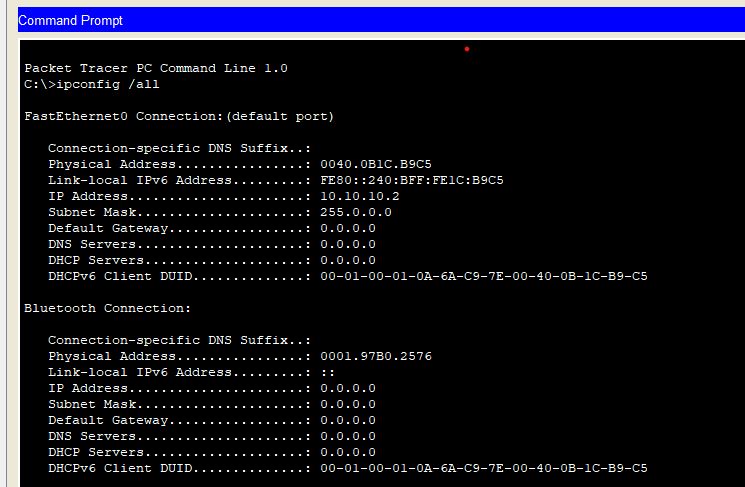 Command Prompt
Packet Tracer PC Command Line 1.0
C:\>ipconfig /all
FastEthernet0 Connection:(default port)
Connection-specific DNS Suffix..:
Physical Address................: 0040.0B1C.B9C5
Link-local IPv6 Address.........: FE80::240:BFF:FE1C:B9C5
IP Address......................: 10.10.10.2
Subnet Mask.....................: 255.0.0.0
Default Gateway.................: 0.0.0.0
DNS Servers.....................: 0.0.0.0
DHCP Servers....................: 0.0.0.0
DHCPv6 Client DUID..............: 00-01-00-01-0A-6A-C9-7E-00-40-0B-1C-B9-C5
Bluetooth Connection:
Connection-specific DNS Suffix..:
Physical Address................: 0001.97B0.2576
Link-local IPv6 Address.........: ::
IP Address......................: 0.0.0.0
Subnet Mask.....................: 0.0.0.0
Default Gateway.................: 0.0.0.0
DNS Servers.....................: 0.0.0.0
DHCP Servers....................: 0.0.0.0
DHCPv6 Client DUID..............: 00-01-00-01-0A-6A-C9-7E-00-40-0B-1C-B9-C5